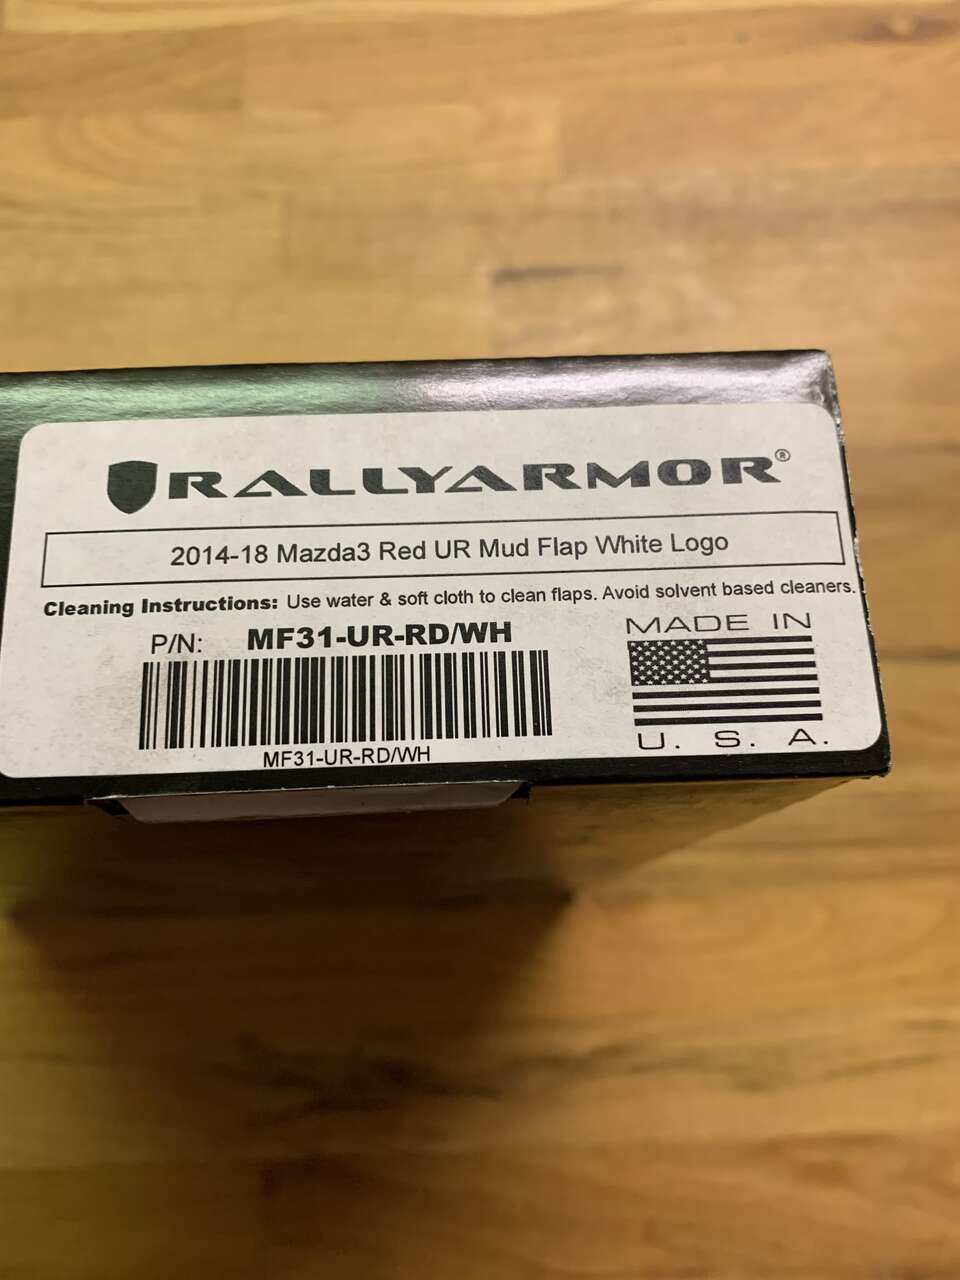 RALLYARMOR®
2014-18 Mazda3 Red UR Mud Flap White Logo
Cleaning Instructions: Use water & soft cloth to clean flaps. Avoid solvent based cleaners.
P/N: MF31-UR-RD/WH
MF31-UR-RD/WH
MADE IN
U. S. A.